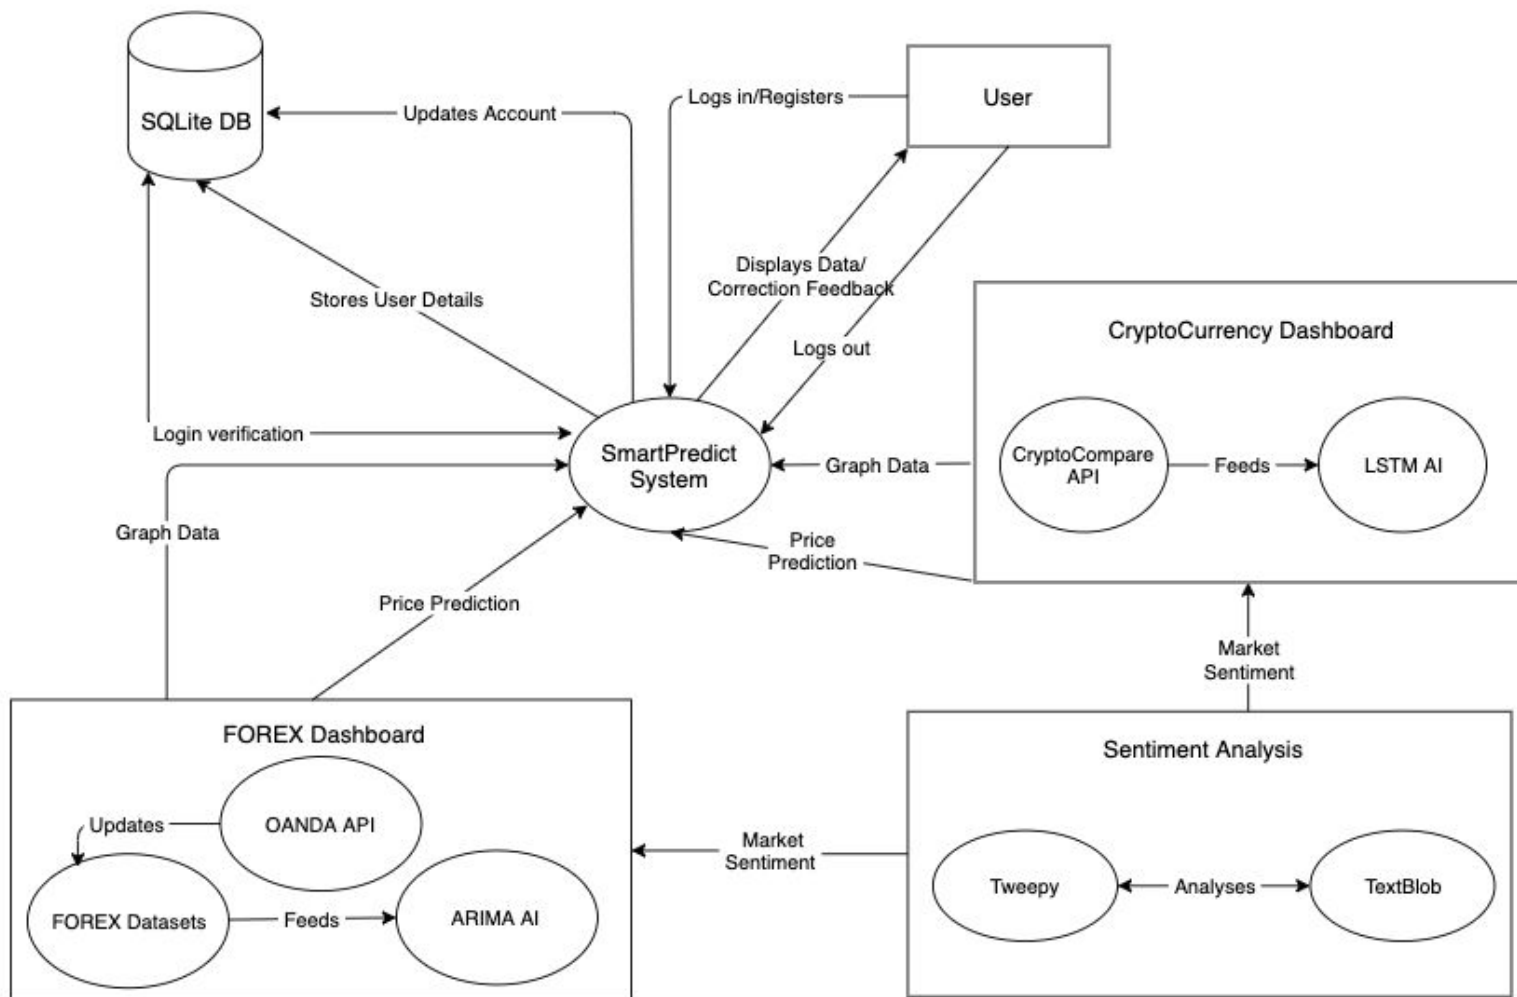 SQLite DB
Updates Account
Logs in/Registers
User
Stores User Details
Displays Data/
Correction Feedback
Logs out
CryptoCurrency Dashboard
Login verification
SmartPredict
System
Graph Data
CryptoCompare
API
Feeds
LSTM AI
Graph Data
Price
Prediction
Price Prediction
Market
Sentiment
FOREX Dashboard
Sentiment Analysis
Updates
OANDA API
Market
Sentiment
FOREX Datasets
Feeds
ARIMA AI
Tweepy
Analyses
TextBlob